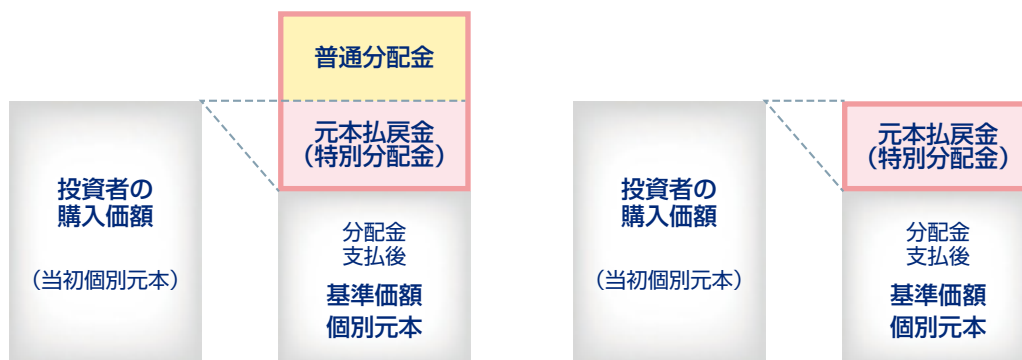 普通分配金
元本払戻金
（特別分配金）
投資者の
購入価額
（当初個別元本）
分配金
支払後
基準価額
個別元本
元本払戻金
（特別分配金）
投資者の
購入価額
（当初個別元本）
分配金
支払後
基準価額
個別元本